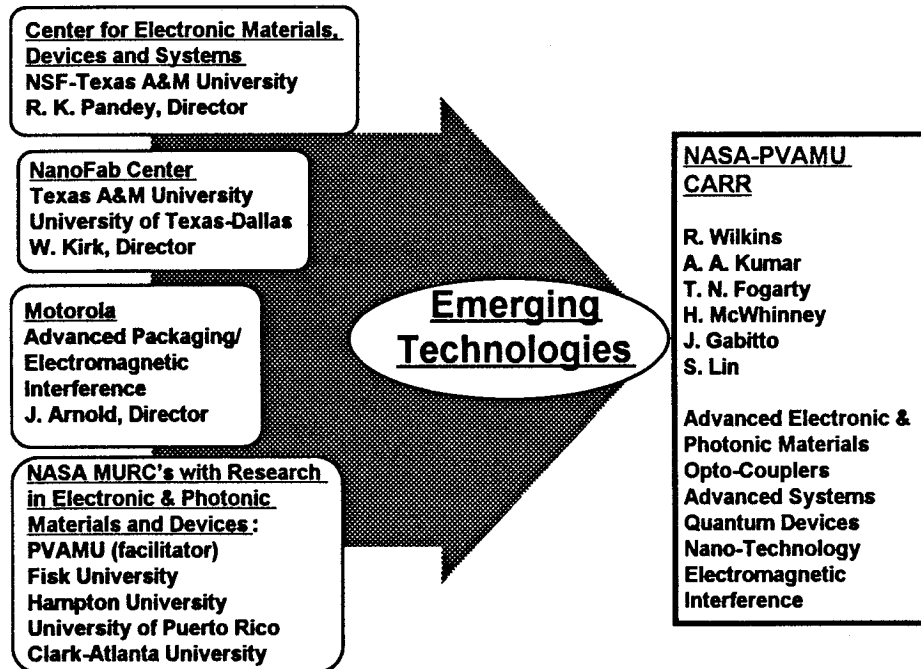 Center for Electronic Materials,
Devices and Systems
NSF-Texas A&M University
R. K. Pandey, Director
NanoFab Center
Texas A&M University
University of Texas-Dallas
W. Kirk, Director
Motorola
Advanced Packaging/
Electromagnetic
Interference
J. Arnold, Director
NASA MURC's with Research
in Electronic & Photonic
Materials and Devices:
PVAMU (facilitator)
Fisk University
Hampton University
University of Puerto Rico
Clark-Atlanta University
Emerging
Technologies
NASA-PVAMU
CARR
R. Wilkins
A. A. Kumar
T. N. Fogarty
H. McWhinney
J. Gabitto
S. Lin
Advanced Electronic &
Photonic Materials
Opto-Couplers
Advanced Systems
Quantum Devices
Nano-Technology
Electromagnetic
Interference